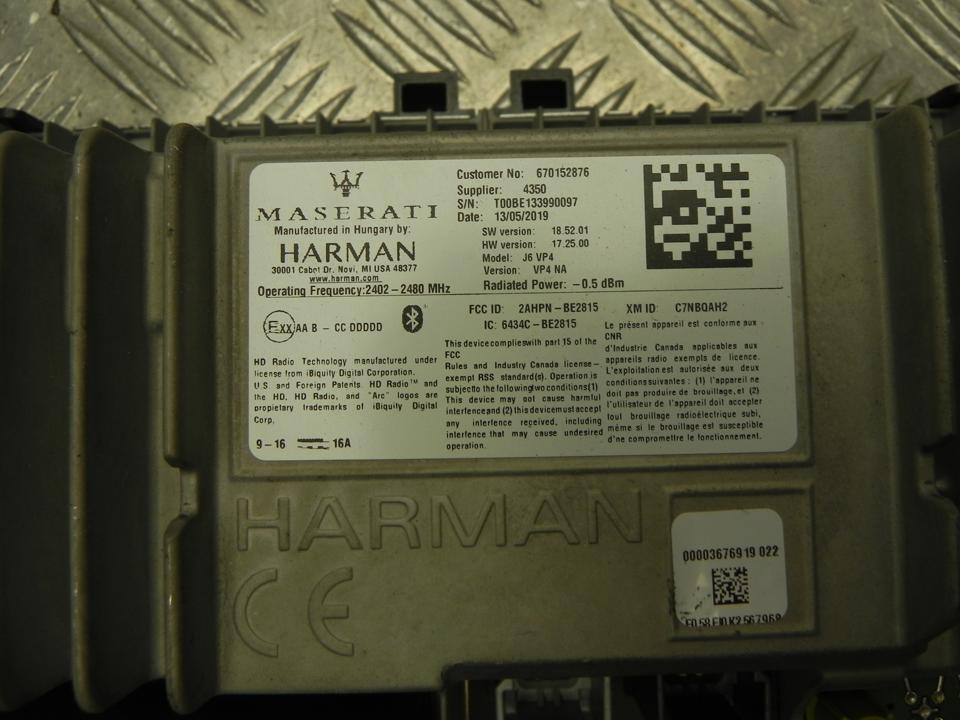 MASERATI
Manufactured in Hungary by:
HARMAN
30001 Cabot Dr. Novi, MI USA 48377
www.harman.com
Operating Frequency:2402-2480 MHz
Customer No: 670152876
Supplier: 4350
S/N: T00BE133990097
Date: 13/05/2019
SW version: 18.52.01
HW version: 17.25.00
Model: J6 VP4
Version: VP4 NA
Radiated Power: -0.5 dBm
Exx AA B - CC DDDDD
FCC ID: 2AHPN-BE2815 XM ID: C7NBQAH2
IC: 6434C-BE2815
HD Radio Technology manufactured under
license from iBiquity Digital Corporation.
U.S. and Foreign Patents. HD Radio™ and
the HD, HD Radio, and "Arc" logos are
propietary trademarks of iBiquity Digital
Corp.
9-16 16A
This device complies with part 15 of the
FCC
Rules and Industry Canada license-
exempt RSS standard(s). Operation is
subject to the following two conditions (1)
This device may not cause harmful
interference and (2) this device must accept
any interference received, including
interference that may cause undesired
operation.
Le présent appareil est conforme aux
CNR
d'Industrie Canada applicables aux
appareils radio exempts de licence.
L'exploitation est autorisée aux deux
conditions suivantes : (1) l'appareil ne
doit pas produire de brouillage, et (2)
l'utilisateur de l'appareil doit accepter
tout brouillage radioélectrique subi,
même si le brouillage est susceptible
d'ne compromettre le fonctionnement.
HARMAN
CE
00003676919 022